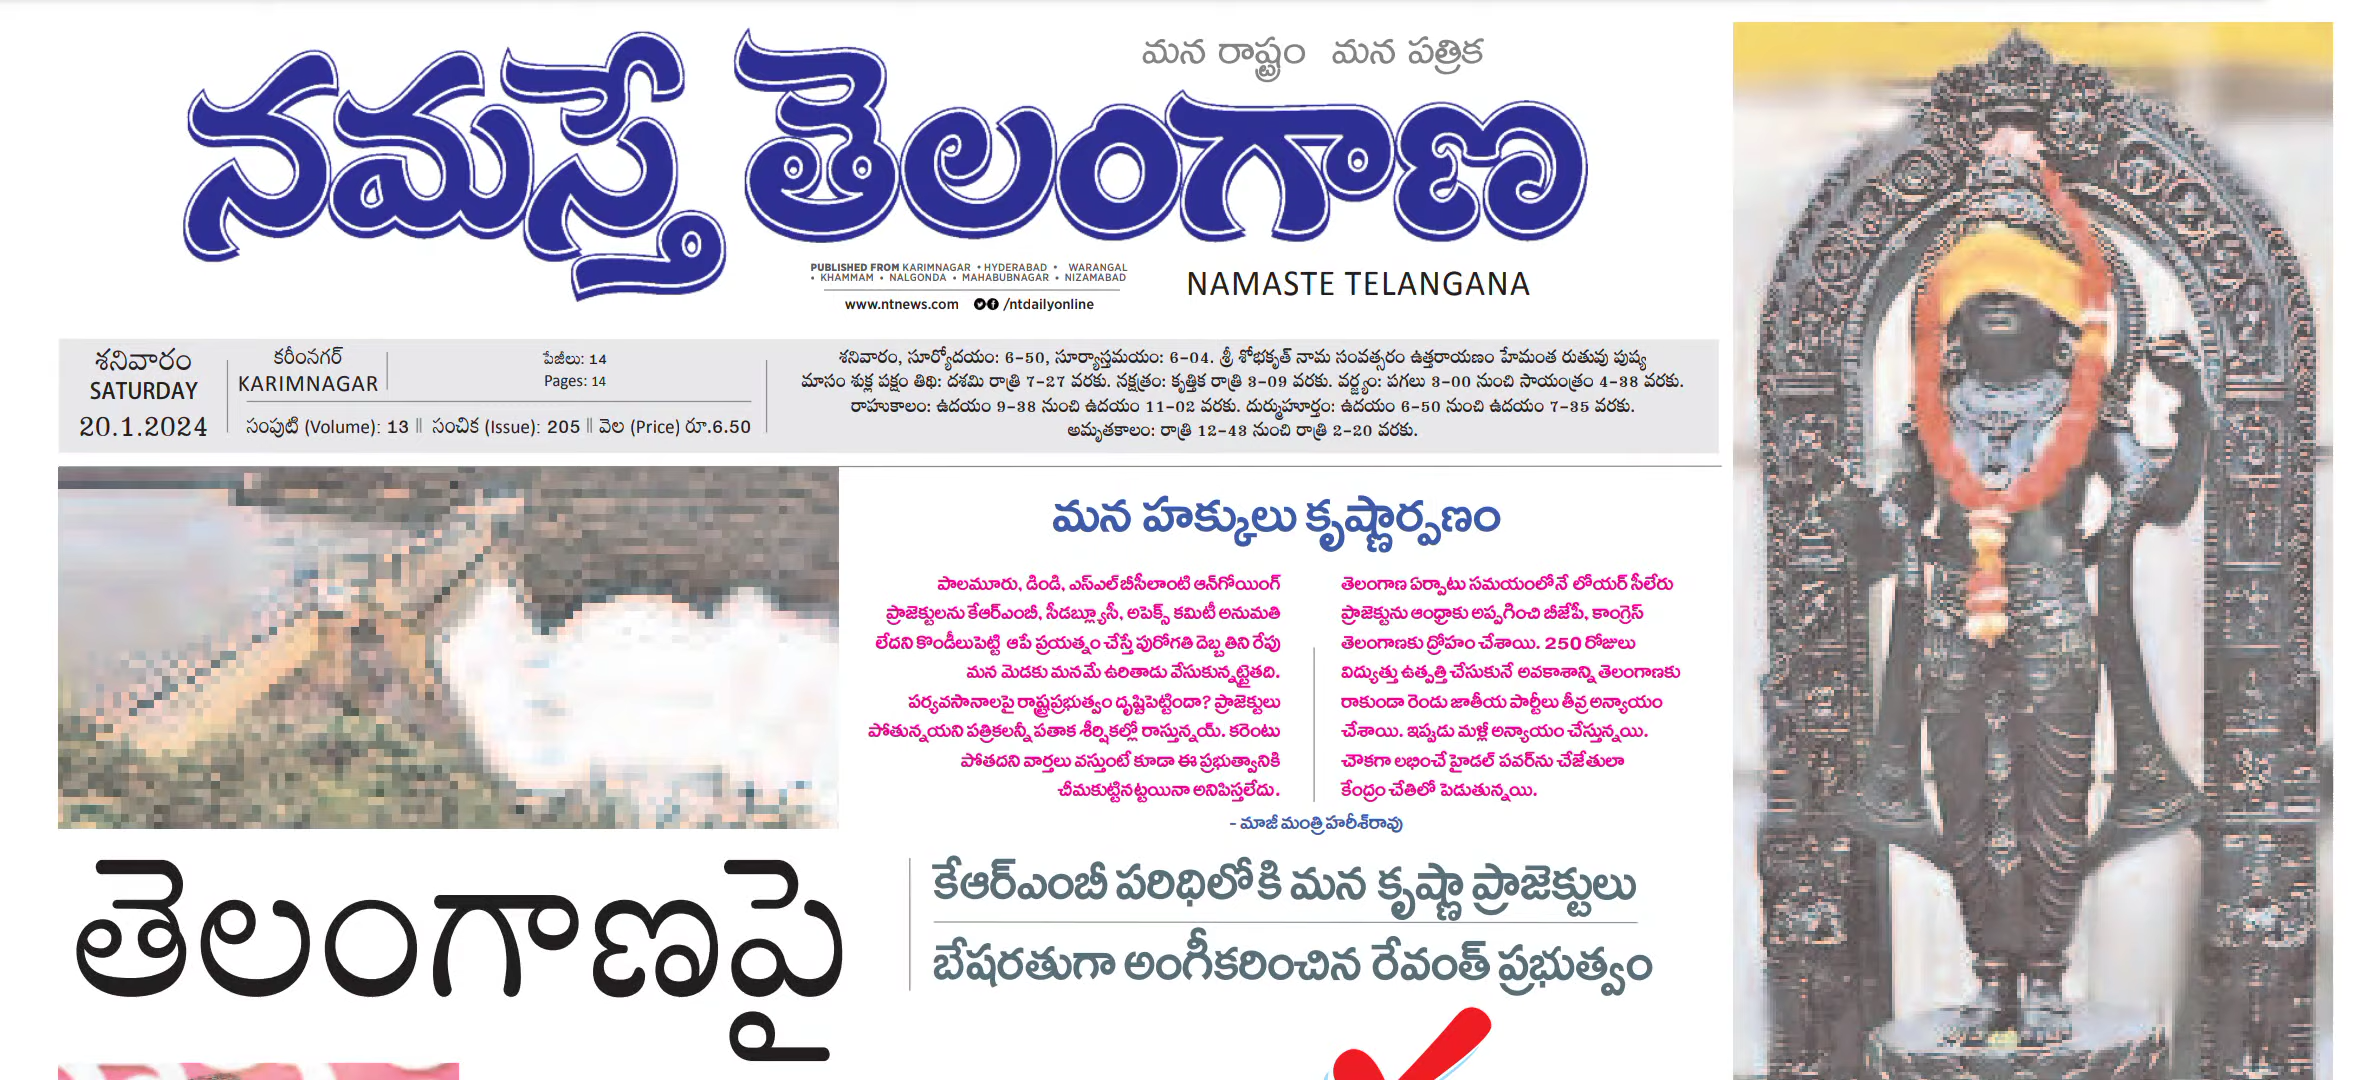 మన రాష్ట్రం మన పత్రిక
నమస్తే తెలంగాణ
PUBLISHED FROM KARIMNAGAR • HYDERABAD • WARANGAL
• KHAMMAM • NALGONDA • MAHABUBNAGAR • NIZAMABAD
www.ntnews.com /ntdailyonline
NAMASTE TELANGANA
శనివారం
SATURDAY
20.1.2024
కరీంనగర్
KARIMNAGAR
పేజీలు: 14
Pages: 14
సంపుటి (Volume): 13 || సంచిక (Issue): 205 || వెల (Price) రూ.6.50
శనివారం, సూర్యోదయం: 6-50, సూర్యాస్తమయం: 6-04. శ్రీ శోభకృత్ నామ సంవత్సరం ఉత్తరాయణం హేమంత రుతువు పుష్య
మాసం శుక్ల పక్షం తిథి: దశమి రాత్రి 7-27 వరకు. నక్షత్రం: కృత్తిక రాత్రి 3-09 వరకు. వర్జ్యం: పగలు 3-00 నుంచి సాయంత్రం 4-38 వరకు.
రాహుకాలం: ఉదయం 9-38 నుంచి ఉదయం 11-02 వరకు. దుర్ముహూర్తం: ఉదయం 6-50 నుంచి ఉదయం 7-35 వరకు.
అమృతకాలం: రాత్రి 12-43 నుంచి రాత్రి 2-20 వరకు.
మన హక్కులు కృష్ణార్పణం
పాలమూరు, డిండి, ఎస్ఎల్‌బీసీలాంటి ఆన్‌గోయింగ్
ప్రాజెక్టులను కేఆర్ఎంబీ, సీడబ్ల్యూసీ, అపెక్స్ కమిటీ అనుమతి
లేదని కొండీలుపెట్టి ఆపే ప్రయత్నం చేస్తే పురోగతి దెబ్బతిని రేపు
మన మెడకు మనమే ఉరితాడు వేసుకున్నట్టైతది.
పర్యవసానాలపై రాష్ట్రప్రభుత్వం దృష్టిపెట్టిందా? ప్రాజెక్టులు
పోతున్నయని పత్రికలన్నీ పతాక శీర్షికల్లో రాస్తున్నయ్. కరెంటు
పోతదని వార్తలు వస్తుంటే కూడా ఈ ప్రభుత్వానికి
చీమకుట్టినట్టయినా అనిపిస్తలేదు.
తెలంగాణ ఏర్పాటు సమయంలోనే లోయర్ సీలేరు
ప్రాజెక్టును ఆంధ్రాకు అప్పగించి బీజేపీ, కాంగ్రెస్
తెలంగాణకు ద్రోహం చేశాయి. 250 రోజులు
విద్యుత్తు ఉత్పత్తి చేసుకునే అవకాశాన్ని తెలంగాణకు
రాకుండా రెండు జాతీయ పార్టీలు తీవ్ర అన్యాయం
చేశాయి. ఇప్పుడు మళ్లీ అన్యాయం చేస్తున్నయి.
చౌకగా లభించే హైడల్ పవర్‌ను చేజేతులా
కేంద్రం చేతిలో పెడుతున్నయి.
- మాజీ మంత్రి హరీశ్‌రావు
తెలంగాణపై
కేఆర్ఎంబీ పరిధిలోకి మన కృష్ణా ప్రాజెక్టులు
బేషరతుగా అంగీకరించిన రేవంత్ ప్రభుత్వం